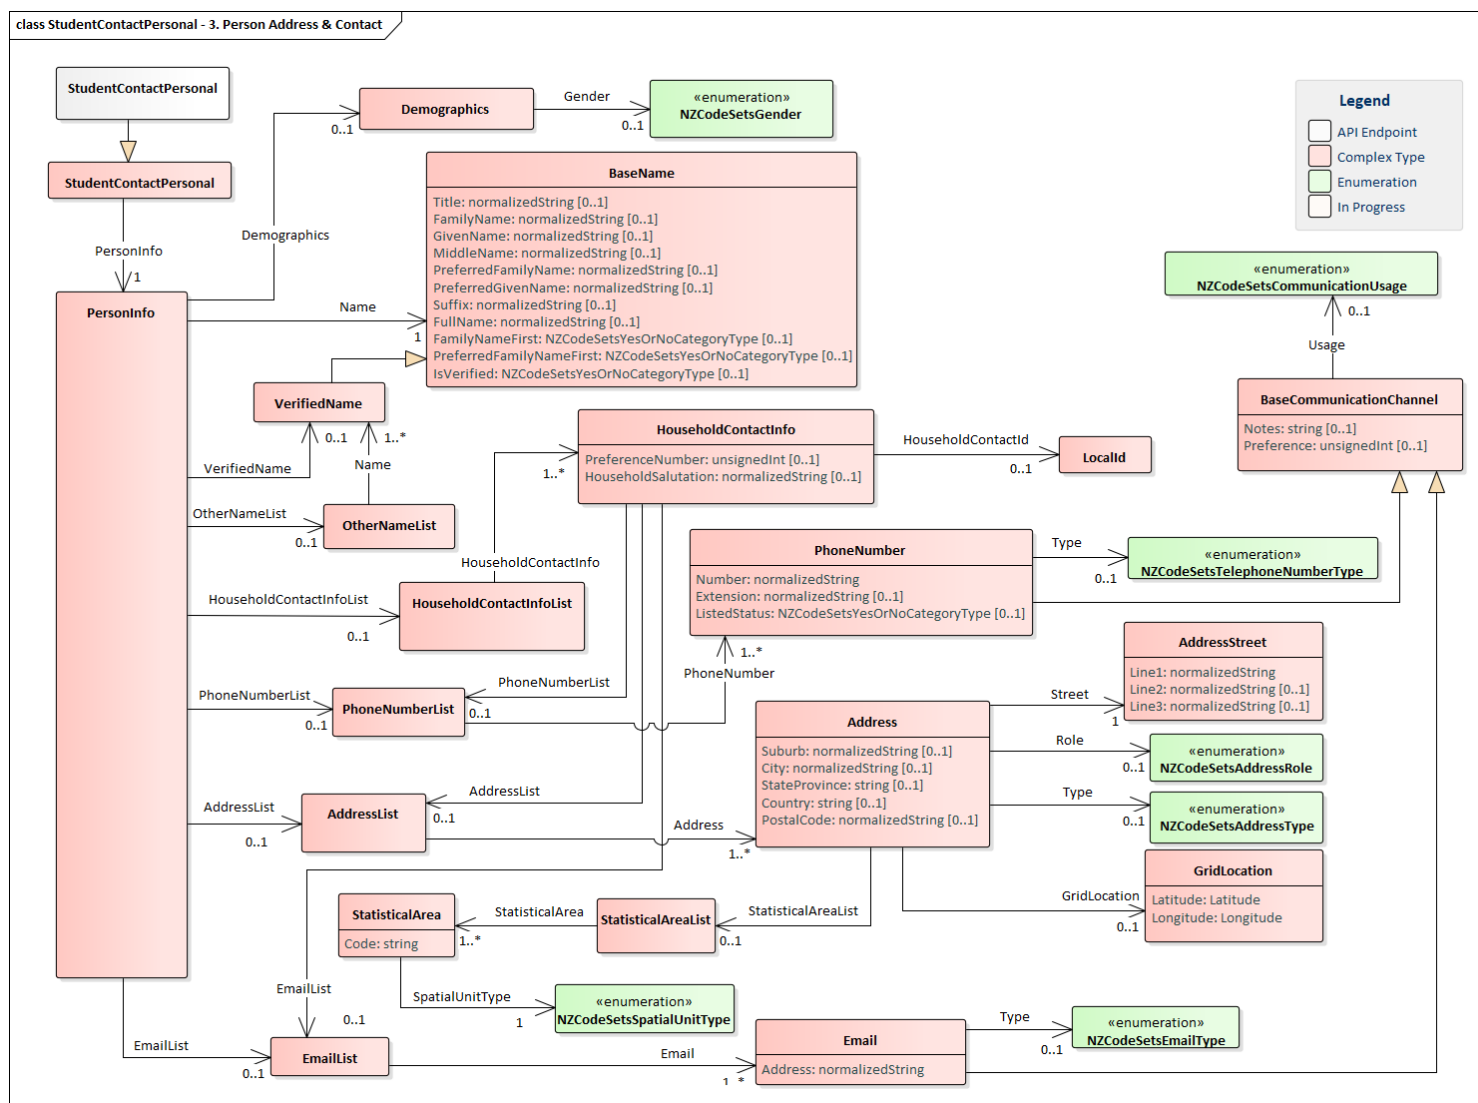 class StudentContactPersonal - 3. Person Address & Contact
StudentContactPersonal
StudentContactPersonal
PersonInfo
1
PersonInfo
Demographics
0..1
Demographics
Gender
0..1
«enumeration»
NZCodeSetsGender
Legend
API Endpoint
Complex Type
Enumeration
In Progress
Name
1
BaseName
Title: normalizedString [0..1]
FamilyName: normalizedString [0..1]
GivenName: normalizedString [0..1]
MiddleName: normalizedString [0..1]
PreferredFamilyName: normalizedString [0..1]
PreferredGivenName: normalizedString [0..1]
Suffix: normalizedString [0..1]
FullName: normalizedString [0..1]
FamilyNameFirst: NZCodeSetsYesOrNoCategoryType [0..1]
PreferredFamilyNameFirst: NZCodeSetsYesOrNoCategoryType [0..1]
IsVerified: NZCodeSetsYesOrNoCategoryType [0..1]
«enumeration»
NZCodeSetsCommunicationUsage
0..1
Usage
BaseCommunicationChannel
Notes: string [0..1]
Preference: unsignedInt [0..1]
VerifiedName
0..1
1..*
VerifiedName
Name
OtherNameList
0..1
OtherNameList
HouseholdContactInfo
PreferenceNumber: unsignedInt [0..1]
HouseholdSalutation: normalizedString [0..1]
1..*
HouseholdContactInfo
HouseholdContactId
0..1
LocalId
HouseholdContactInfoList
0..1
HouseholdContactInfoList
PhoneNumber
Number: normalizedString
Extension: normalizedString [0..1]
ListedStatus: NZCodeSetsYesOrNoCategoryType [0..1]
Type
0..1
«enumeration»
NZCodeSetsTelephoneNumberType
1..*
PhoneNumber
PhoneNumberList
0..1
PhoneNumberList
PhoneNumberList
0..1
AddressStreet
Line1: normalizedString
Line2: normalizedString [0..1]
Line3: normalizedString [0..1]
Street
1
Address
Suburb: normalizedString [0..1]
City: normalizedString [0..1]
StateProvince: string [0..1]
Country: string [0..1]
PostalCode: normalizedString [0..1]
Role
0..1
«enumeration»
NZCodeSetsAddressRole
Type
0..1
«enumeration»
NZCodeSetsAddressType
AddressList
0..1
AddressList
AddressList
0..1
Address
1..*
GridLocation
Latitude: Latitude
Longitude: Longitude
GridLocation
0..1
StatisticalArea
Code: string
StatisticalArea
1..*
StatisticalAreaList
StatisticalAreaList
0..1
SpatialUnitType
1
«enumeration»
NZCodeSetsSpatialUnitType
EmailList
0..1
EmailList
0..1
EmailList
Email
1 *
Email
Address: normalizedString
Type
0..1
«enumeration»
NZCodeSetsEmailType